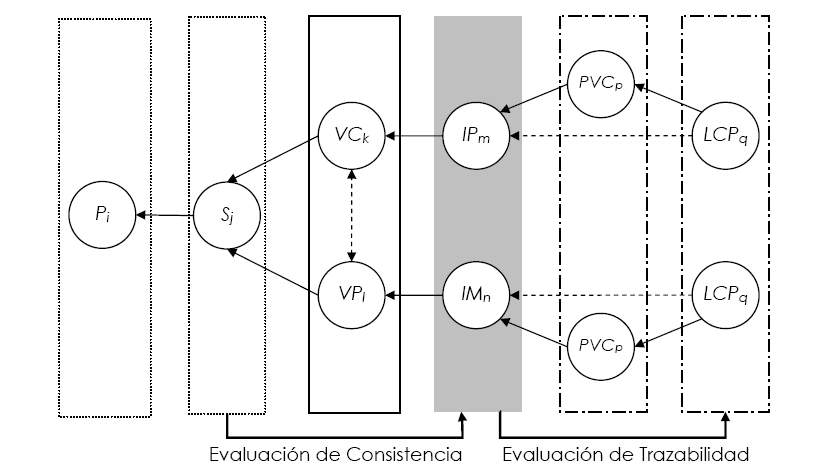 PVCp
VCk IPm LCPq
Pi Sj
VPl IMn LCPq
PVCp
Evaluación de Consistencia Evaluación de Trazabilidad